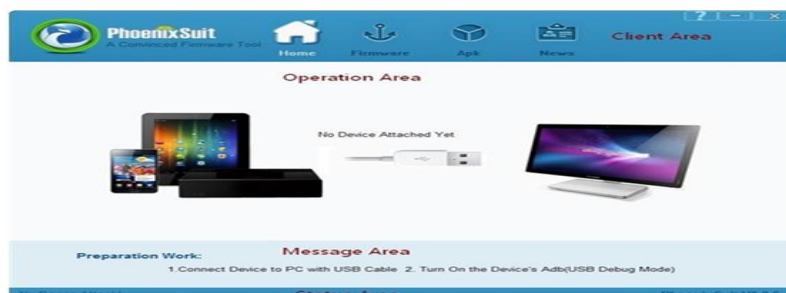 PhoenixSuit
A Convinced Firmware Tool
Home
Firmware
Apk
News
Client Area
? — x
Operation Area
No Device Attached Yet
Preparation Work:
Message Area
1.Connect Device to PC with USB Cable 2. Turn On the Device's Adb(USB Debug Mode)